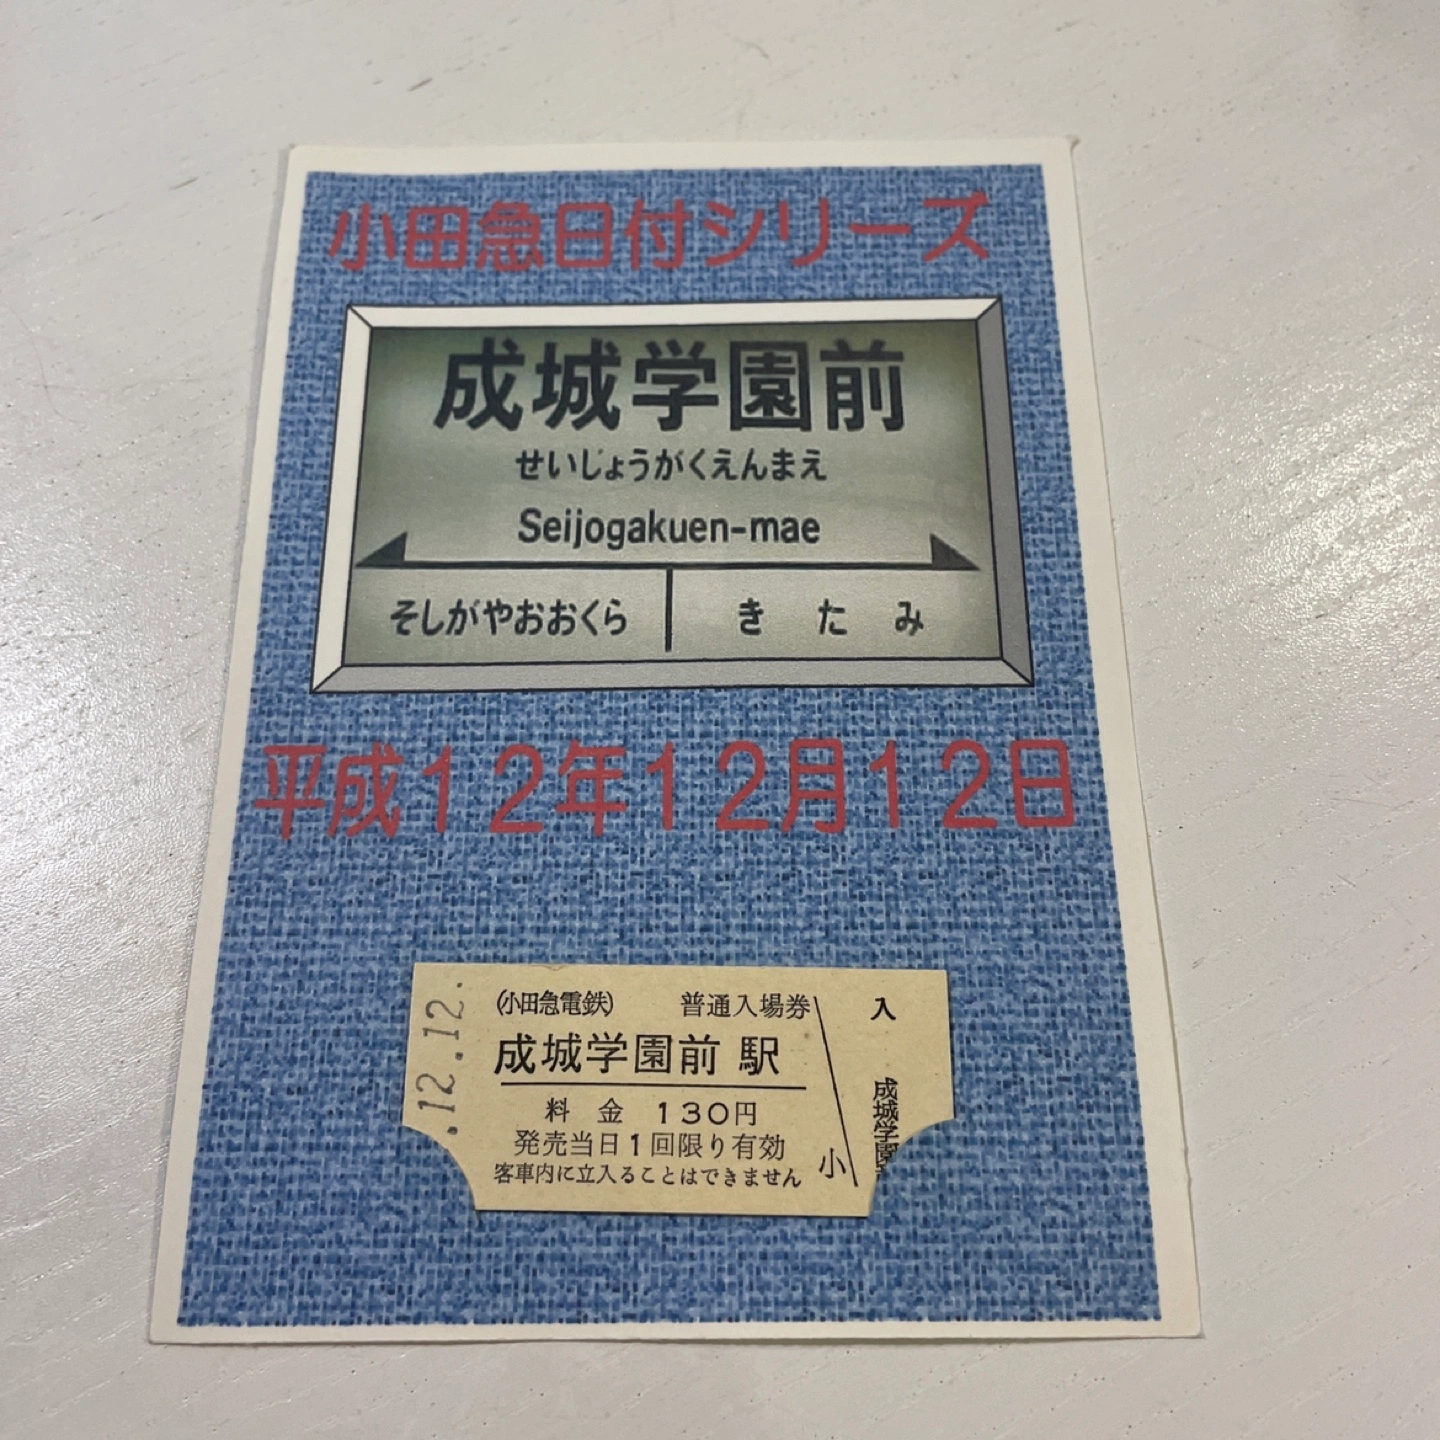 小田急日付シリーズ
成城学園前
せいじょうがくえんまえ
Seijogakuen-mae
そしがやおおくら
きたみ
平成12年12月12日
.12.12.
(小田急電鉄) 普通入場券
成城学園前 駅
料金 130円
発売当日1回限り有効
客車内に立入ることはできません
小
入
成城学園